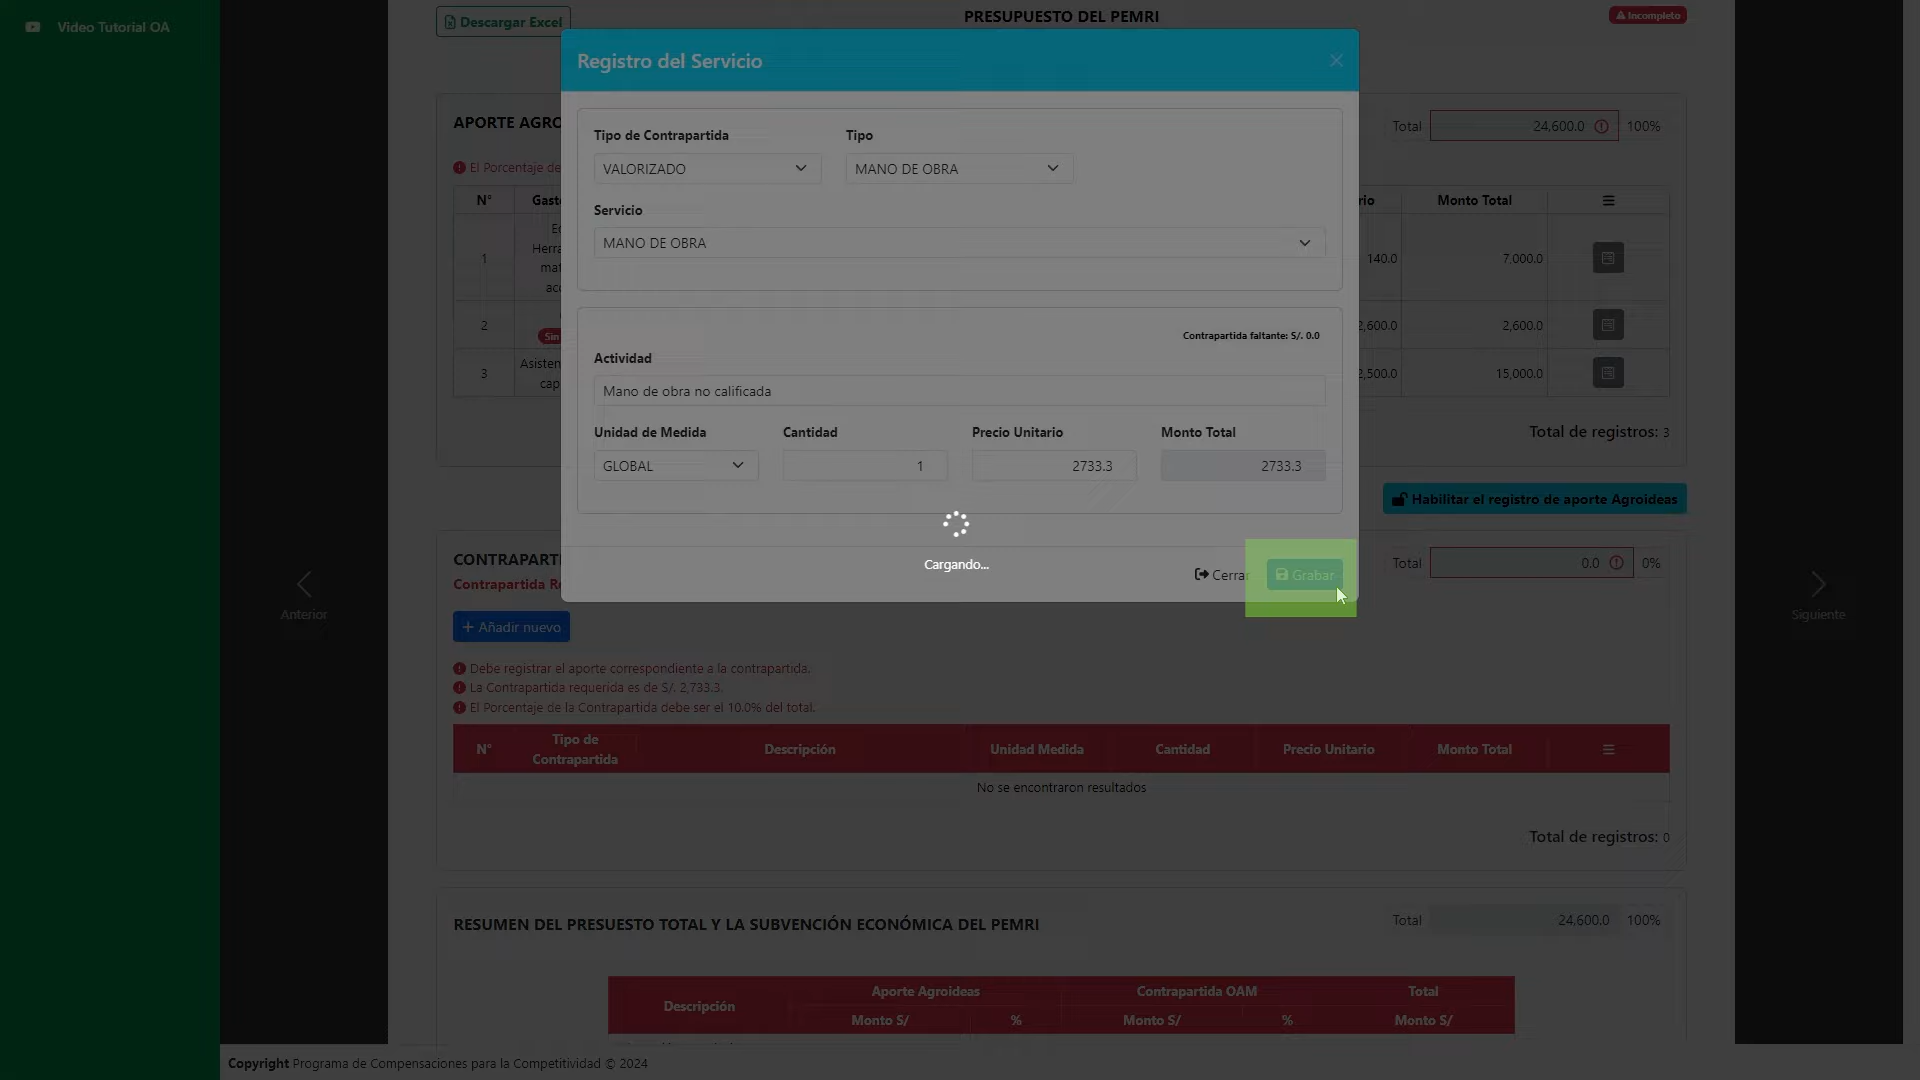 Video Tutorial OA
Descargar Excel
PRESUPUESTO DEL PEMRI
Incompleto
Registro del Servicio
APORTE AGRO
Total 24,600.0 100%
Tipo de Contrapartida Tipo
VALORIZADO MANO DE OBRA
El Porcentaje de
Servicio
MANO DE OBRA
N° Monto Total
1 140.0 7,000.0
2 2,600.0 2,600.0
Sin
3 Asisten 2,500.0 15,000.0
Contrapartida faltante: S/. 0.0
Actividad
Mano de obra no calificada
Unidad de Medida Cantidad Precio Unitario Monto Total
GLOBAL 1 2733.3 2733.3
Total de registros: 3
Habilitar el registro de aporte Agroideas
Cargando...
Cerrar Grabar
CONTRAPARTI
Total 0.0 0%
Contrapartida Re
Anterior
Siguiente
Añadir nuevo
Debe registrar el aporte correspondiente a la contrapartida.
La Contrapartida requerida es de S/. 2,733.3.
El Porcentaje de la Contrapartida debe ser el 10.0% del total.
N° Tipo de Contrapartida Descripción Unidad Medida Cantidad Precio Unitario Monto Total
No se encontraron resultados
Total de registros: 0
RESUMEN DEL PRESUESTO TOTAL Y LA SUBVENCIÓN ECONÓMICA DEL PEMRI
Total 24,600.0 100%
Descripción Aporte Agroideas Contrapartida OAM Total
Monto S/ % Monto S/ % Monto S/
Copyright Programa de Compensaciones para la Competitividad © 2024